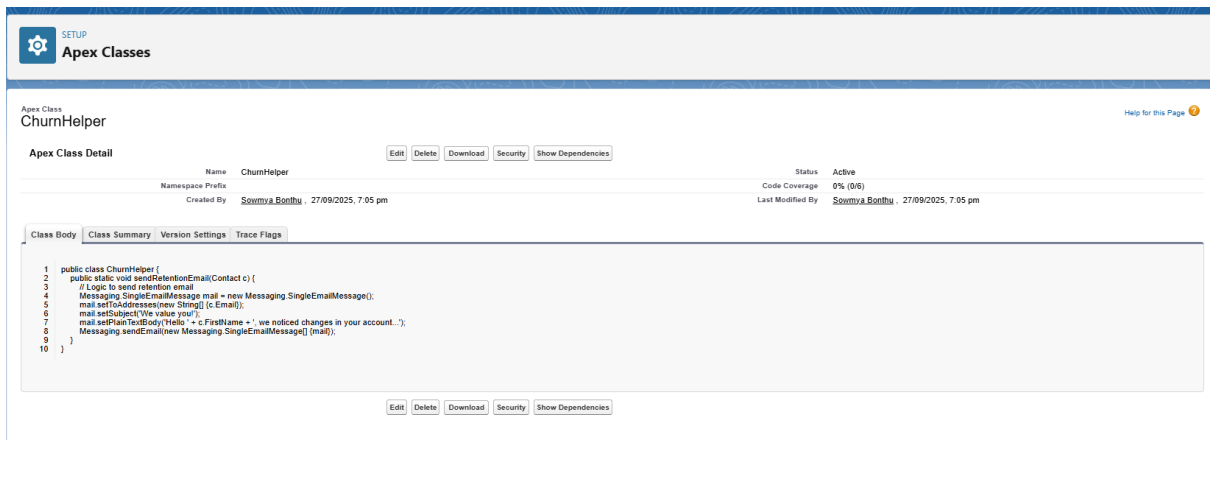 SETUP
Apex Classes
Apex Class
ChurnHelper
Help for this Page ?
Apex Class Detail
Edit Delete Download Security Show Dependencies
Name ChurnHelper Status Active
Namespace Prefix Code Coverage 0% (0/6)
Created By Sowmya Bonthu , 27/09/2025, 7:05 pm Last Modified By Sowmya Bonthu , 27/09/2025, 7:05 pm
Class Body Class Summary Version Settings Trace Flags
1 public class ChurnHelper {
2 public static void sendRetentionEmail(Contact c) {
3 // Logic to send retention email
4 Messaging.SingleEmailMessage mail = new Messaging.SingleEmailMessage();
5 mail.setToAddresses(new String[] {c.Email});
6 mail.setSubject('We value you!');
7 mail.setPlainTextBody('Hello ' + c.FirstName + ', we noticed changes in your account...');
8 Messaging.sendEmail(new Messaging.SingleEmailMessage[] {mail});
9 }
10 }
Edit Delete Download Security Show Dependencies